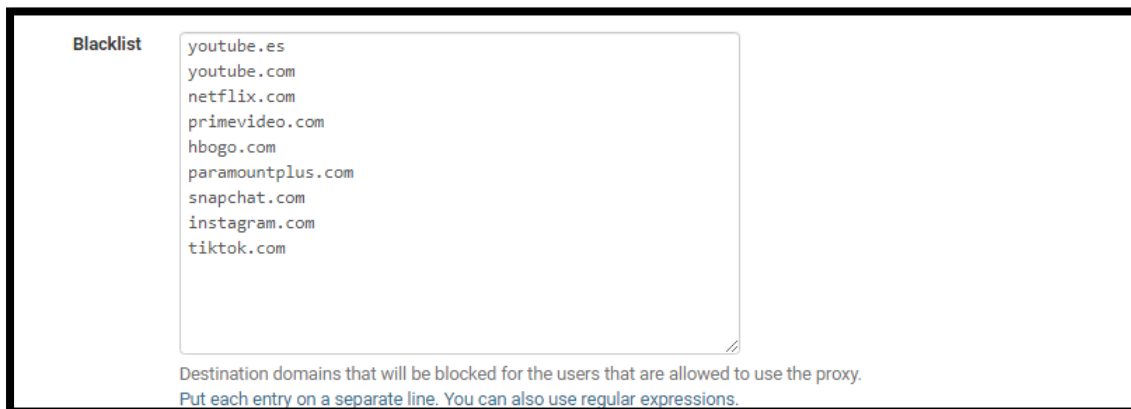 Blacklist
youtube.es
youtube.com
netflix.com
primevideo.com
hbogo.com
paramountplus.com
snapchat.com
instagram.com
tiktok.com
Destination domains that will be blocked for the users that are allowed to use the proxy.
Put each entry on a separate line. You can also use regular expressions.